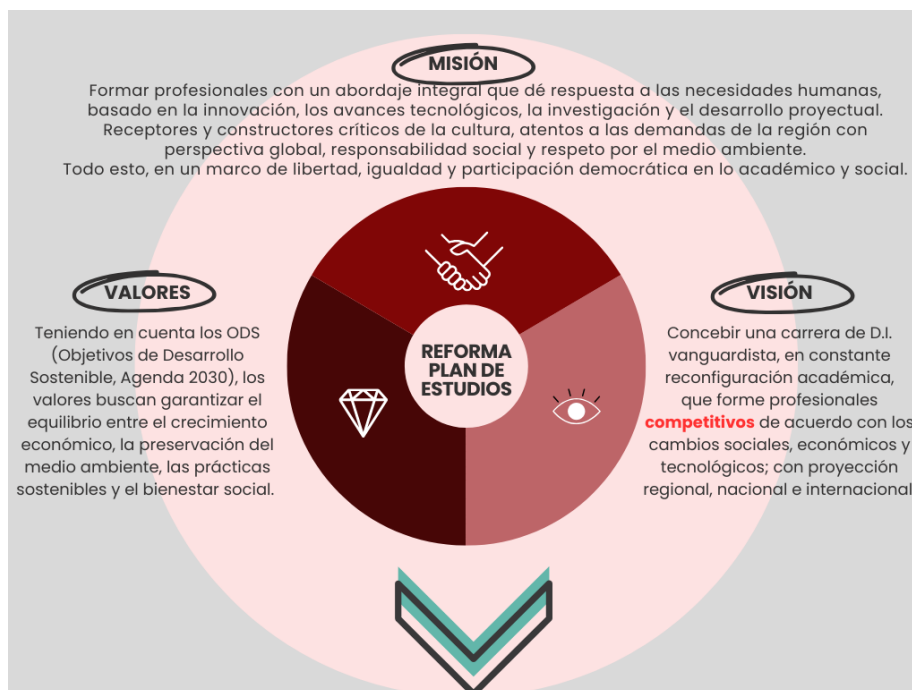 MISIÓN
Formar profesionales con un abordaje integral que dé respuesta a las necesidades humanas,
basado en la innovación, los avances tecnológicos, la investigación y el desarrollo proyectual.
Receptores y constructores críticos de la cultura, atentos a las demandas de la región con
perspectiva global, responsabilidad social y respeto por el medio ambiente.
Todo esto, en un marco de libertad, igualdad y participación democrática en lo académico y social.
VALORES
Teniendo en cuenta los ODS
(Objetivos de Desarrollo
Sostenible, Agenda 2030), los
valores buscan garantizar el
equilibrio entre el crecimiento
económico, la preservación del
medio ambiente, las prácticas
sostenibles y el bienestar social.
REFORMA
PLAN DE
ESTUDIOS
VISIÓN
Concebir una carrera de D.I.
vanguardista, en constante
reconfiguración académica,
que forme profesionales
competitivos de acuerdo con los
cambios sociales, económicos y
tecnológicos; con proyección
regional, nacional e internacional